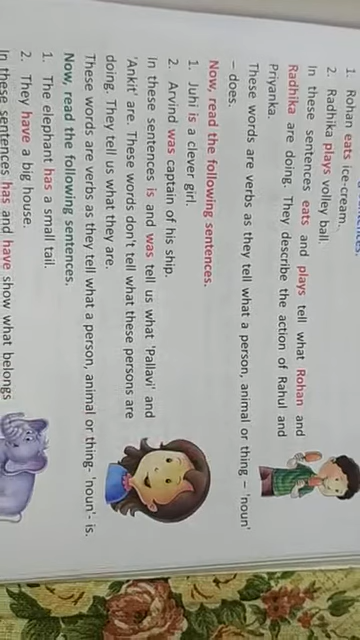 1. Rohan eats ice-cream.
2. Radhika plays volley ball.
In these sentences eats and plays tell what Rohan and
Radhika are doing. They describe the action of Rahul and
Priyanka.
These words are verbs as they tell what a person, animal or thing – 'noun'
– does.
Now, read the following sentences.
1. Juhi is a clever girl.
2. Arvind was captain of his ship.
In these sentences is and was tell us what 'Pallavi' and
'Ankit' are. These words don't tell what these persons are
doing. They tell us what they are.
These words are verbs as they tell what a person, animal or thing- 'noun'- is.
Now, read the following sentences.
1. The elephant has a small tail.
2. They have a big house.
In these sentences has and have show what belongs